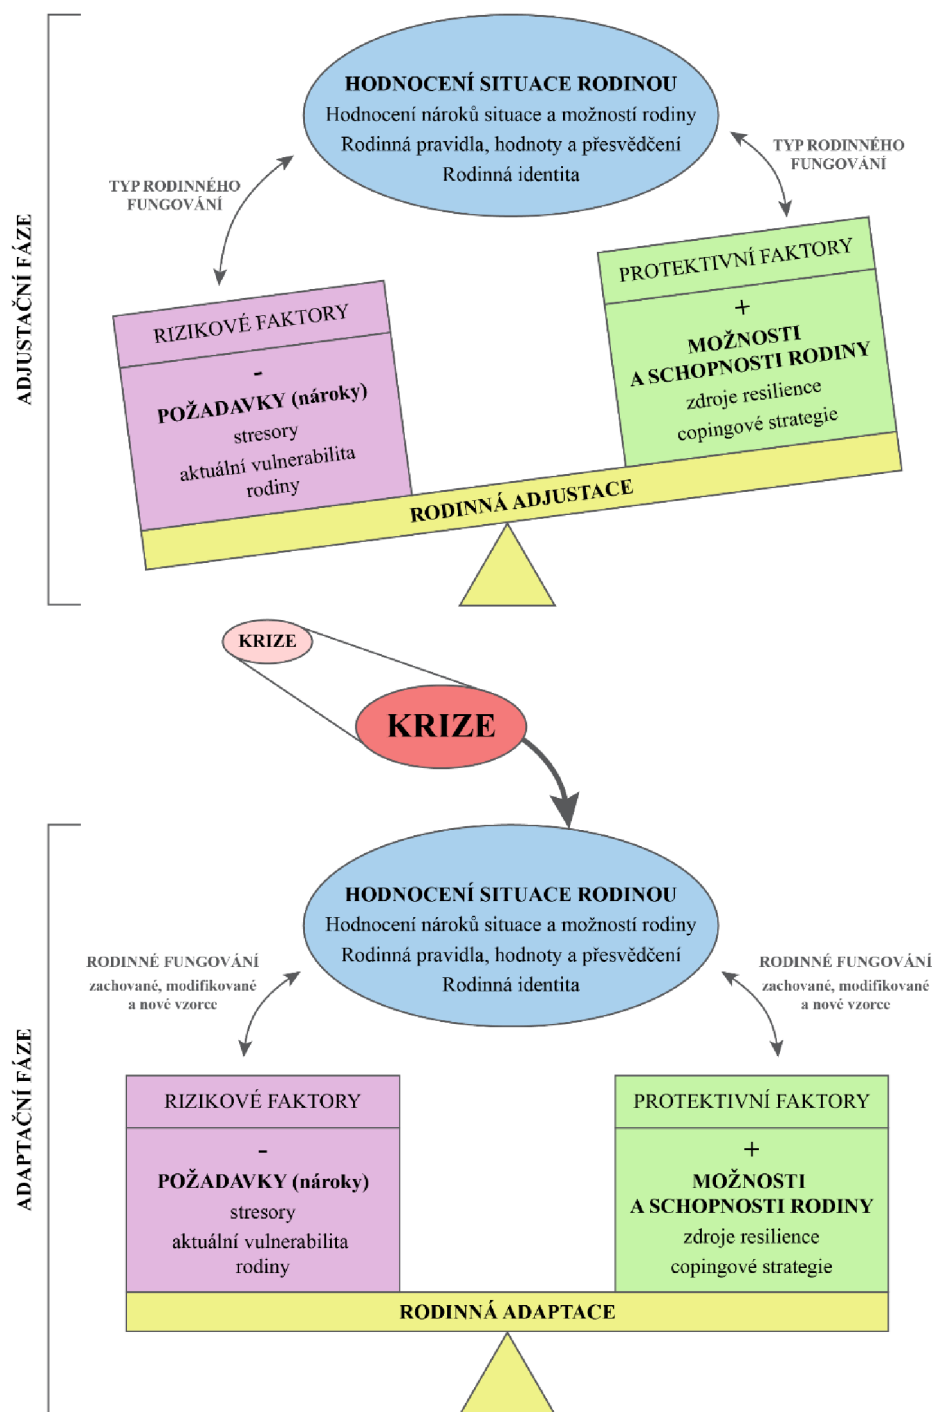 ADJUSTAČNÍ FÁZE
HODNOCENÍ SITUACE RODINOU
Hodnocení nároků situace a možností rodiny
Rodinná pravidla, hodnoty a přesvědčení
Rodinná identita
TYP RODINNÉHO
FUNGOVÁNÍ
TYP RODINNÉHO
FUNGOVÁNÍ
RIZIKOVÉ FAKTORY
-
POŽADAVKY (nároky)
stresory
aktuální vulnerabilita
rodiny
PROTEKTIVNÍ FAKTORY
+
MOŽNOSTI
A SCHOPNOSTI RODINY
zdroje resilience
copingové strategie
RODINNÁ ADJUSTACE
KRIZE
KRIZE
ADAPTAČNÍ FÁZE
HODNOCENÍ SITUACE RODINOU
Hodnocení nároků situace a možností rodiny
Rodinná pravidla, hodnoty a přesvědčení
Rodinná identita
RODINNÉ FUNGOVÁNÍ
zachované, modifikované
a nové vzorce
RODINNÉ FUNGOVÁNÍ
zachované, modifikované
a nové vzorce
RIZIKOVÉ FAKTORY
-
POŽADAVKY (nároky)
stresory
aktuální vulnerabilita
rodiny
PROTEKTIVNÍ FAKTORY
+
MOŽNOSTI
A SCHOPNOSTI RODINY
zdroje resilience
copingové strategie
RODINNÁ ADAPTACE